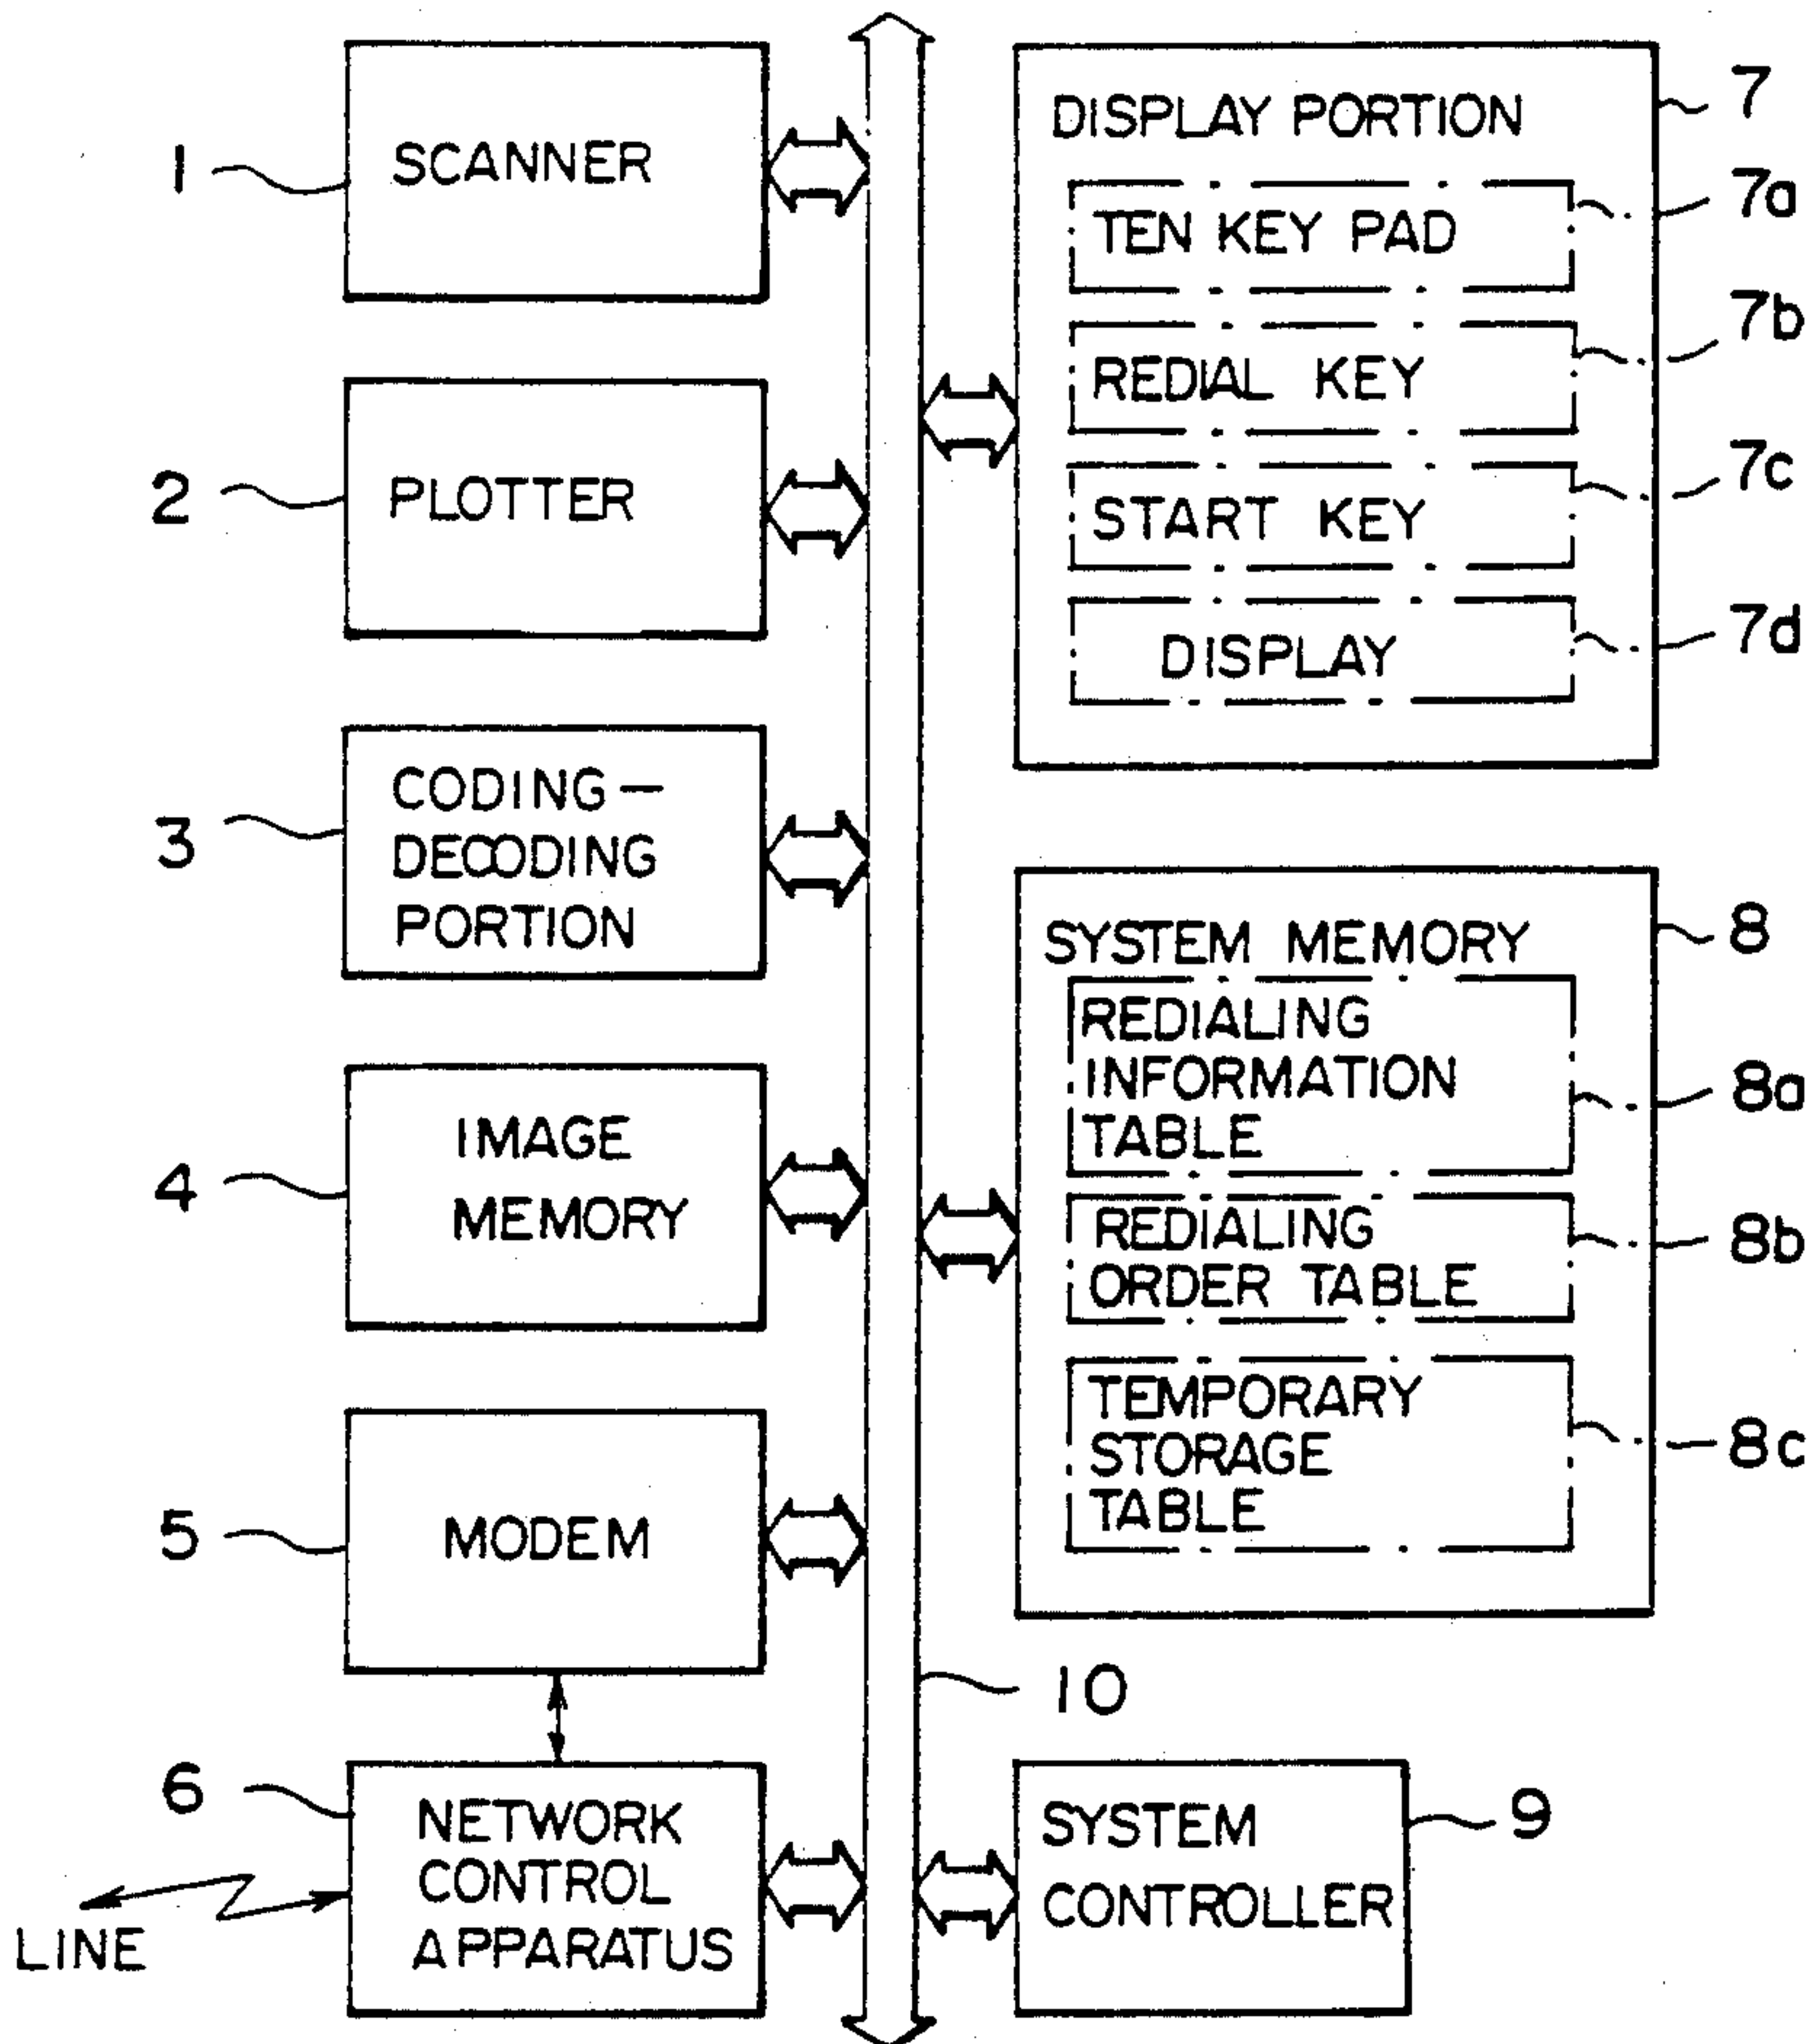 1
SCANNER
2
PLOTTER
3
CODING—
DECODING
PORTION
4
IMAGE
MEMORY
5
MODEM
6
NETWORK
CONTROL
APPARATUS
LINE
DISPLAY PORTION
7
TEN KEY PAD
7a
REDIAL KEY
7b
START KEY
7c
DISPLAY
7d
SYSTEM MEMORY
8
REDIALING
INFORMATION
TABLE
8a
REDIALING
ORDER TABLE
8b
TEMPORARY
STORAGE
TABLE
8c
10
SYSTEM
CONTROLLER
9